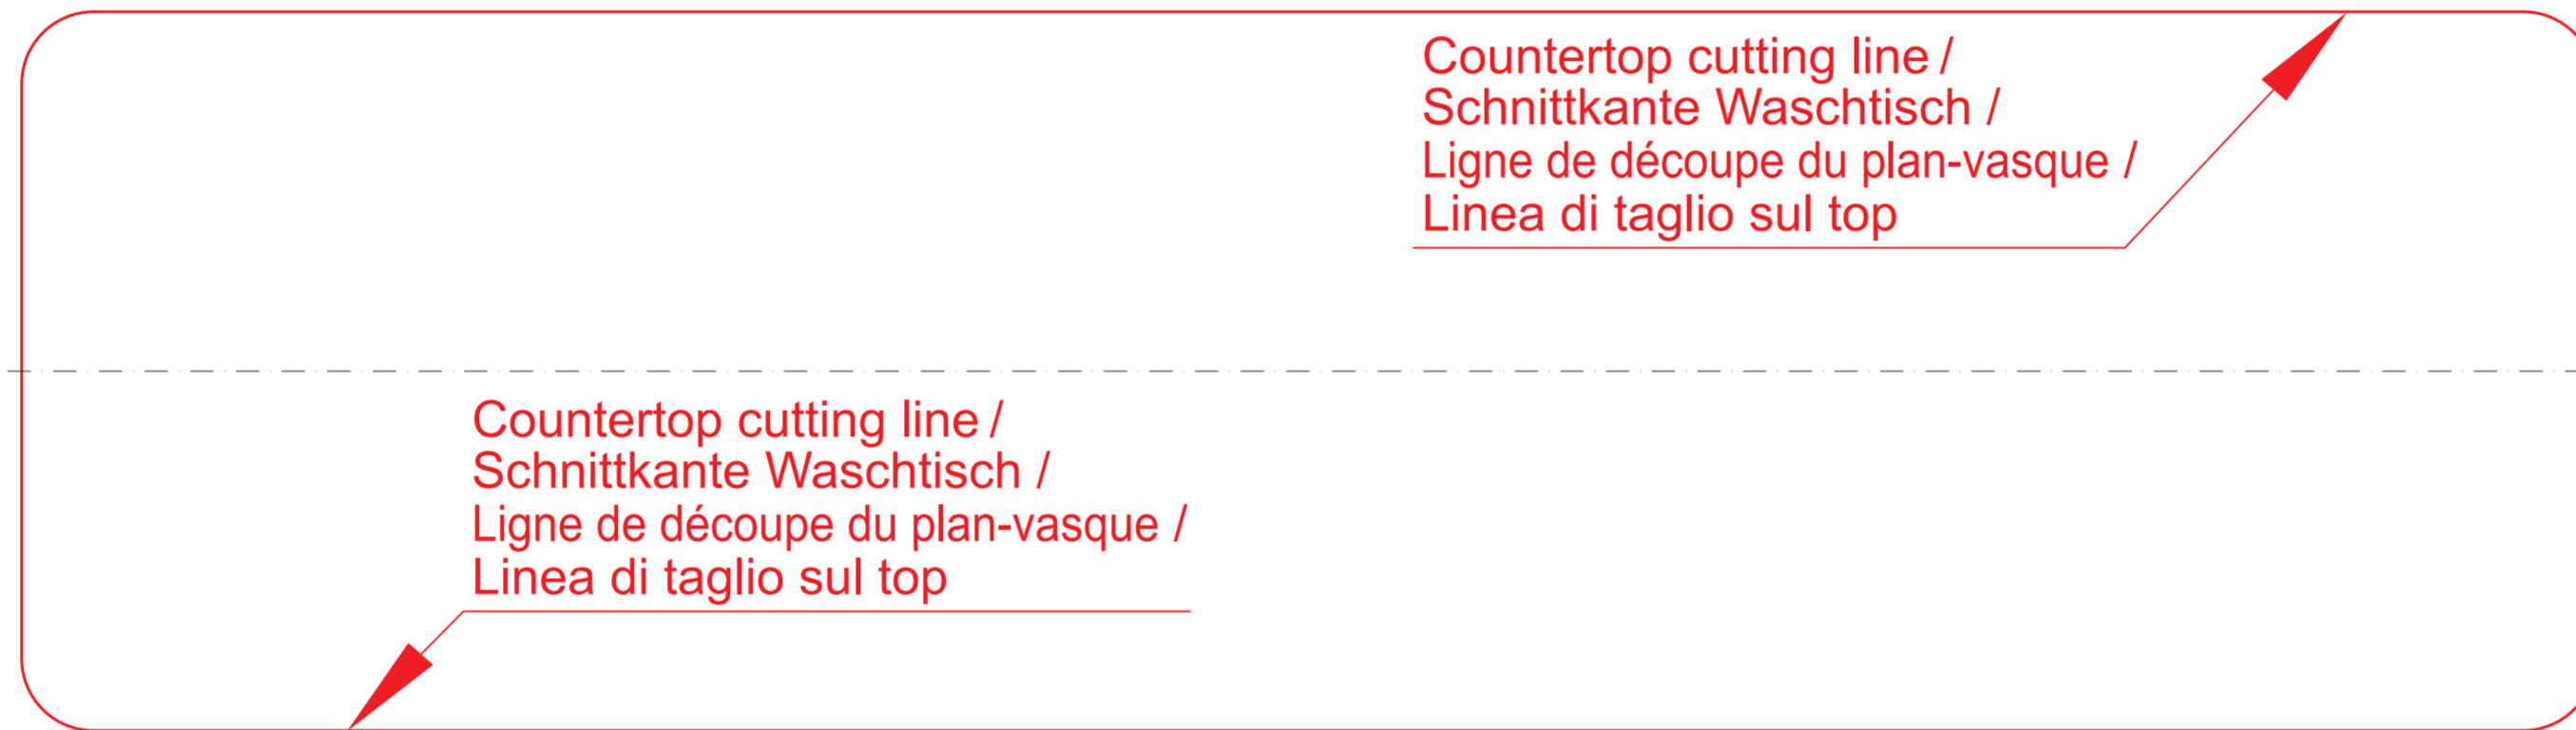 Countertop cutting line /
Schnittkante Waschtisch /
Ligne de découpe du plan-vasque /
Linea di taglio sul top
Countertop cutting line /
Schnittkante Waschtisch /
Ligne de découpe du plan-vasque /
Linea di taglio sul top